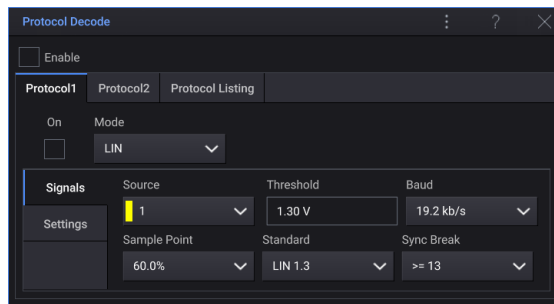 Protocol Decode ?
Enable
Protocol1 Protocol2 Protocol Listing
On Mode
LIN
Signals Source Threshold Baud
1 1.30 V 19.2 kb/s
Settings
Sample Point Standard Sync Break
60.0% LIN 1.3 >= 13